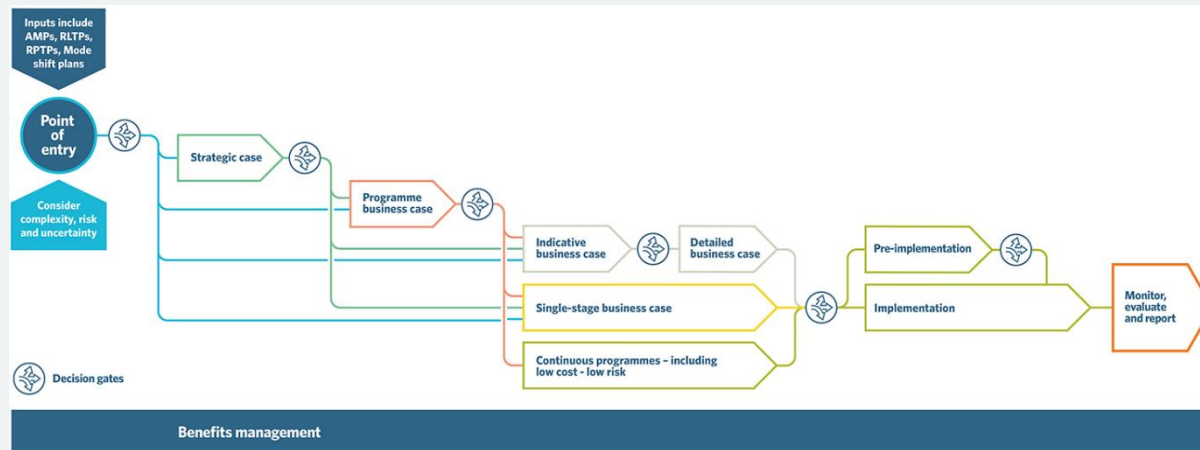 Inputs include
AMPs, RLTPs,
RPTPs, Mode
shift plans
Point
of
entry
Consider
complexity, risk
and uncertainty
Strategic case
Programme
business case
Indicative
business case
Detailed
business case
Single-stage business case
Continuous programmes – including
low cost - low risk
Pre-implementation
Implementation
Monitor,
evaluate
and report
Decision gates
Benefits management